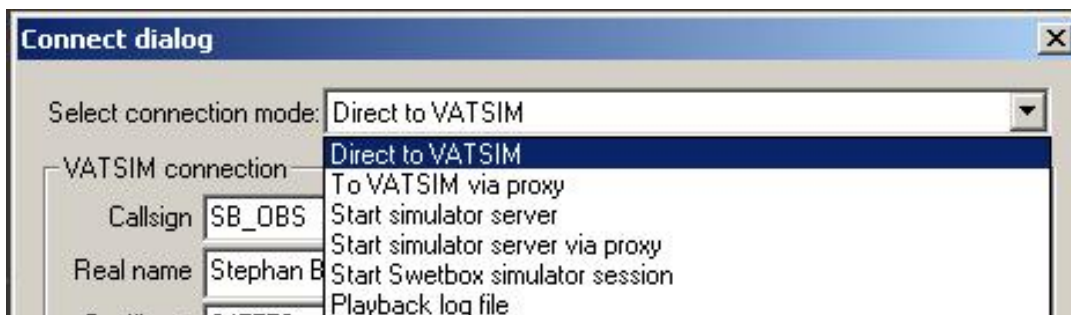 Connect dialog
Select connection mode: Direct to VATSIM
Direct to VATSIM
VATSIM connection
To VATSIM via proxy
Callsign SB_OBS
Start simulator server
Start simulator server via proxy
Real name Stephan B
Start Swetbox simulator session
Playback log file